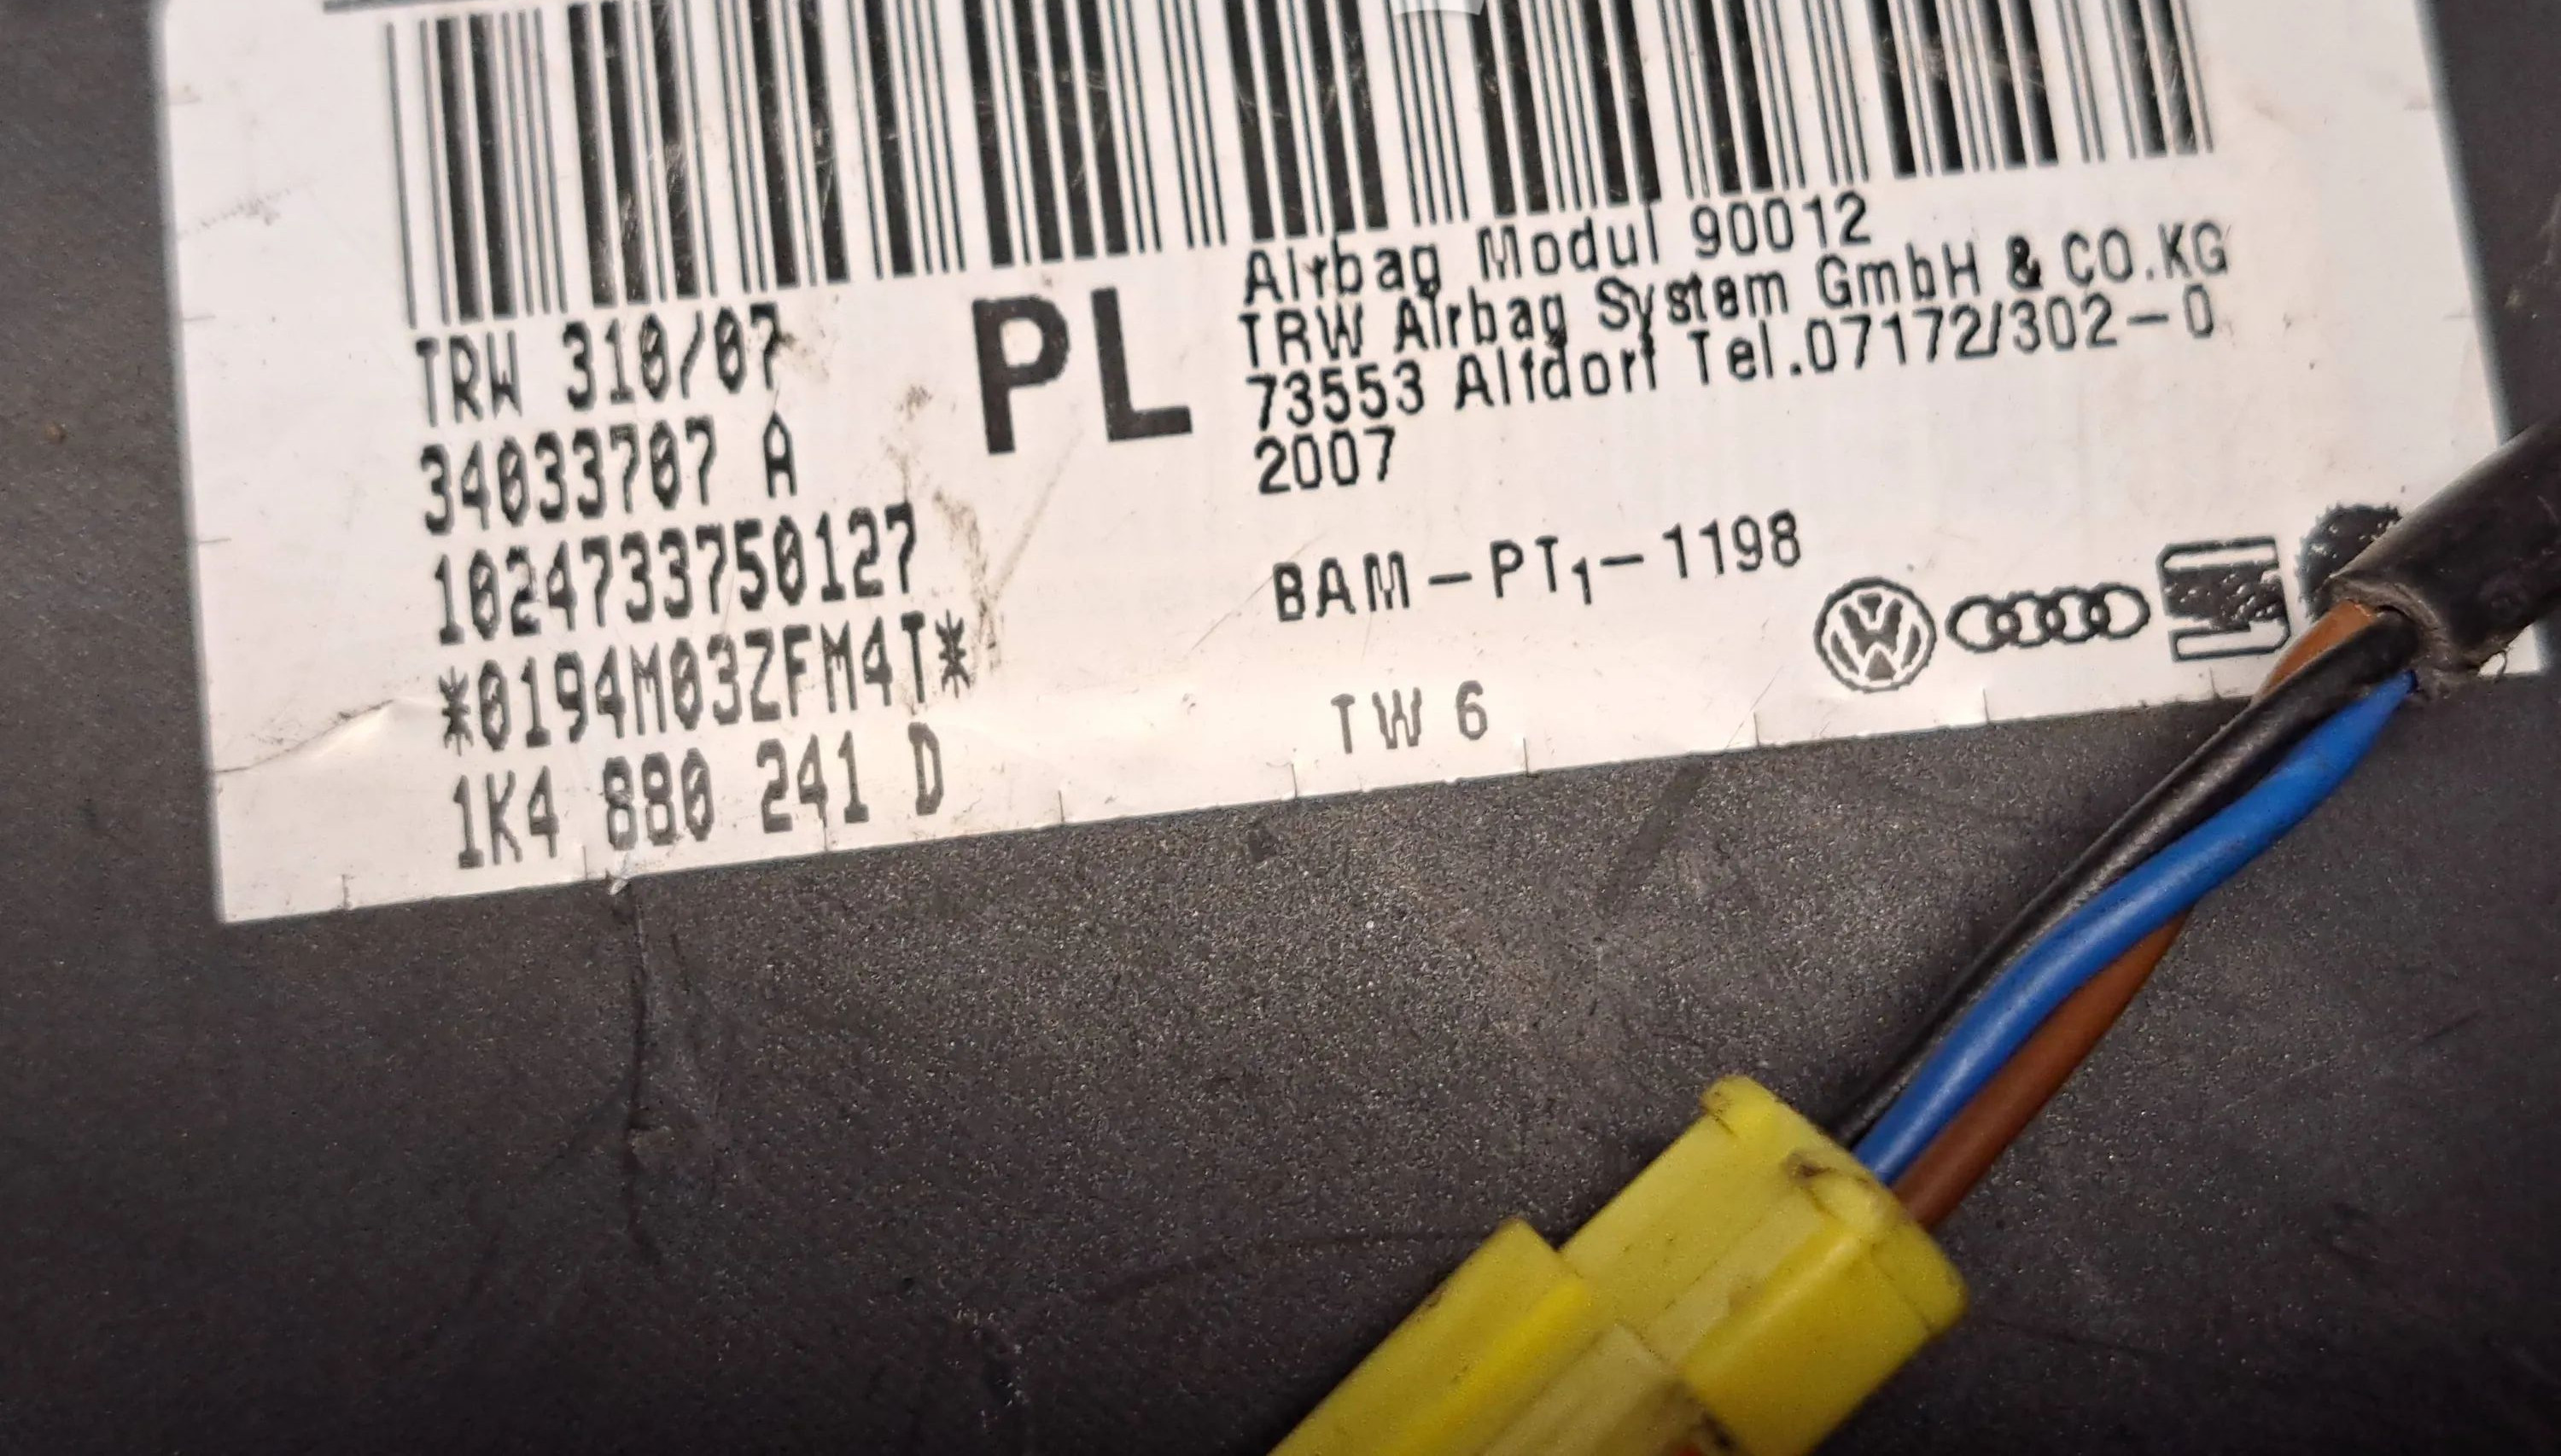 TRW 310/07
34033707 A
1024733750127
*0194M03ZFM4T*
1K4 880 241 D
PL
Airbag Modul 90012
TRW Airbag System GmbH & CO.KG
73553 Alfdorf Tel.07172/302-0
2007
BAM-PT1-1198
TW 6